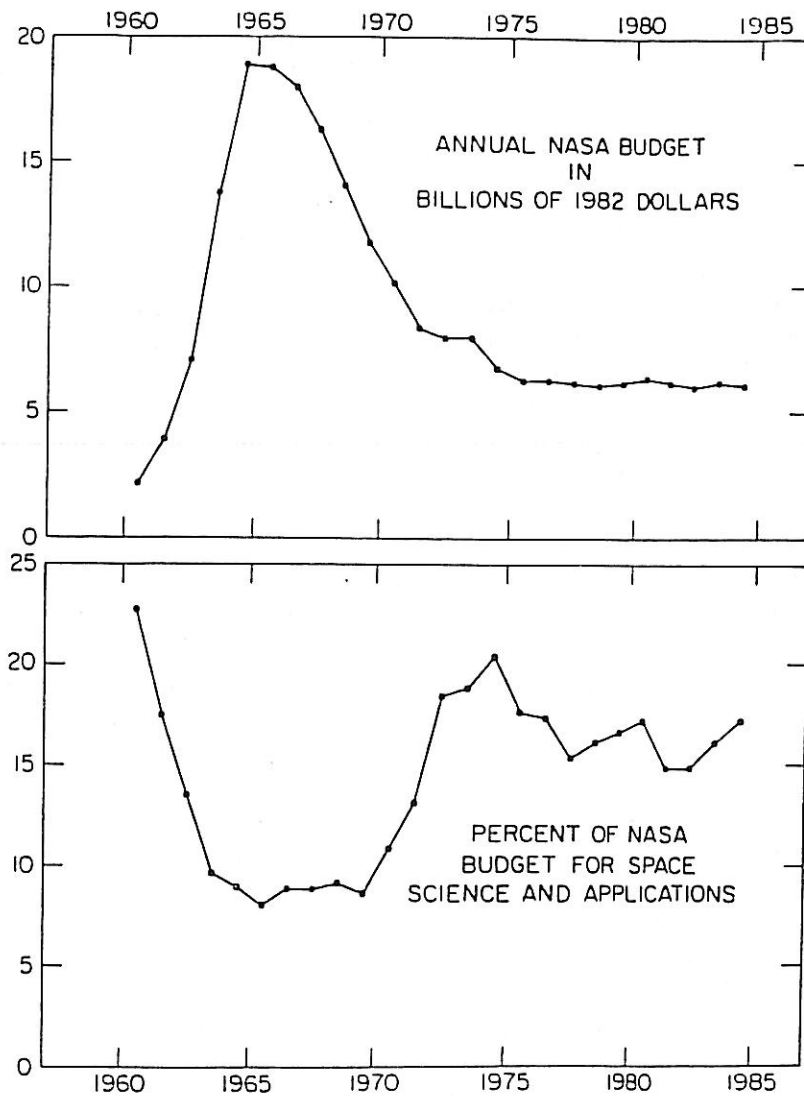 1960 1965 1970 1975 1980 1985
20
15
10
5
0
ANNUAL NASA BUDGET
IN
BILLIONS OF 1982 DOLLARS
25
20
15
10
5
0
PERCENT OF NASA
BUDGET FOR SPACE
SCIENCE AND APPLICATIONS
1960 1965 1970 1975 1980 1985